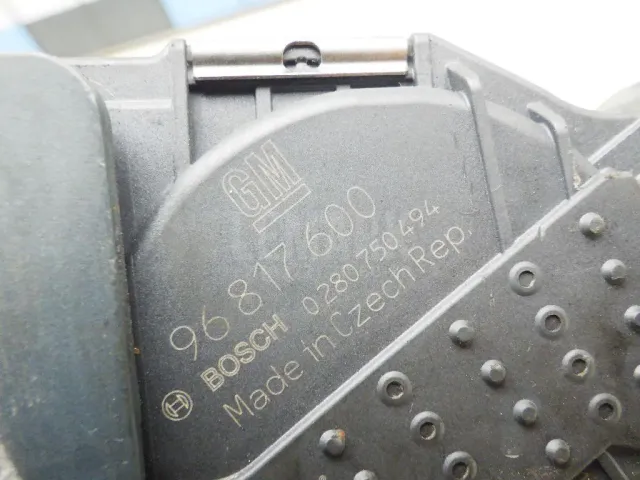 GM
96 817 600
BOSCH 0 280 750 494
Made in Czech Rep.